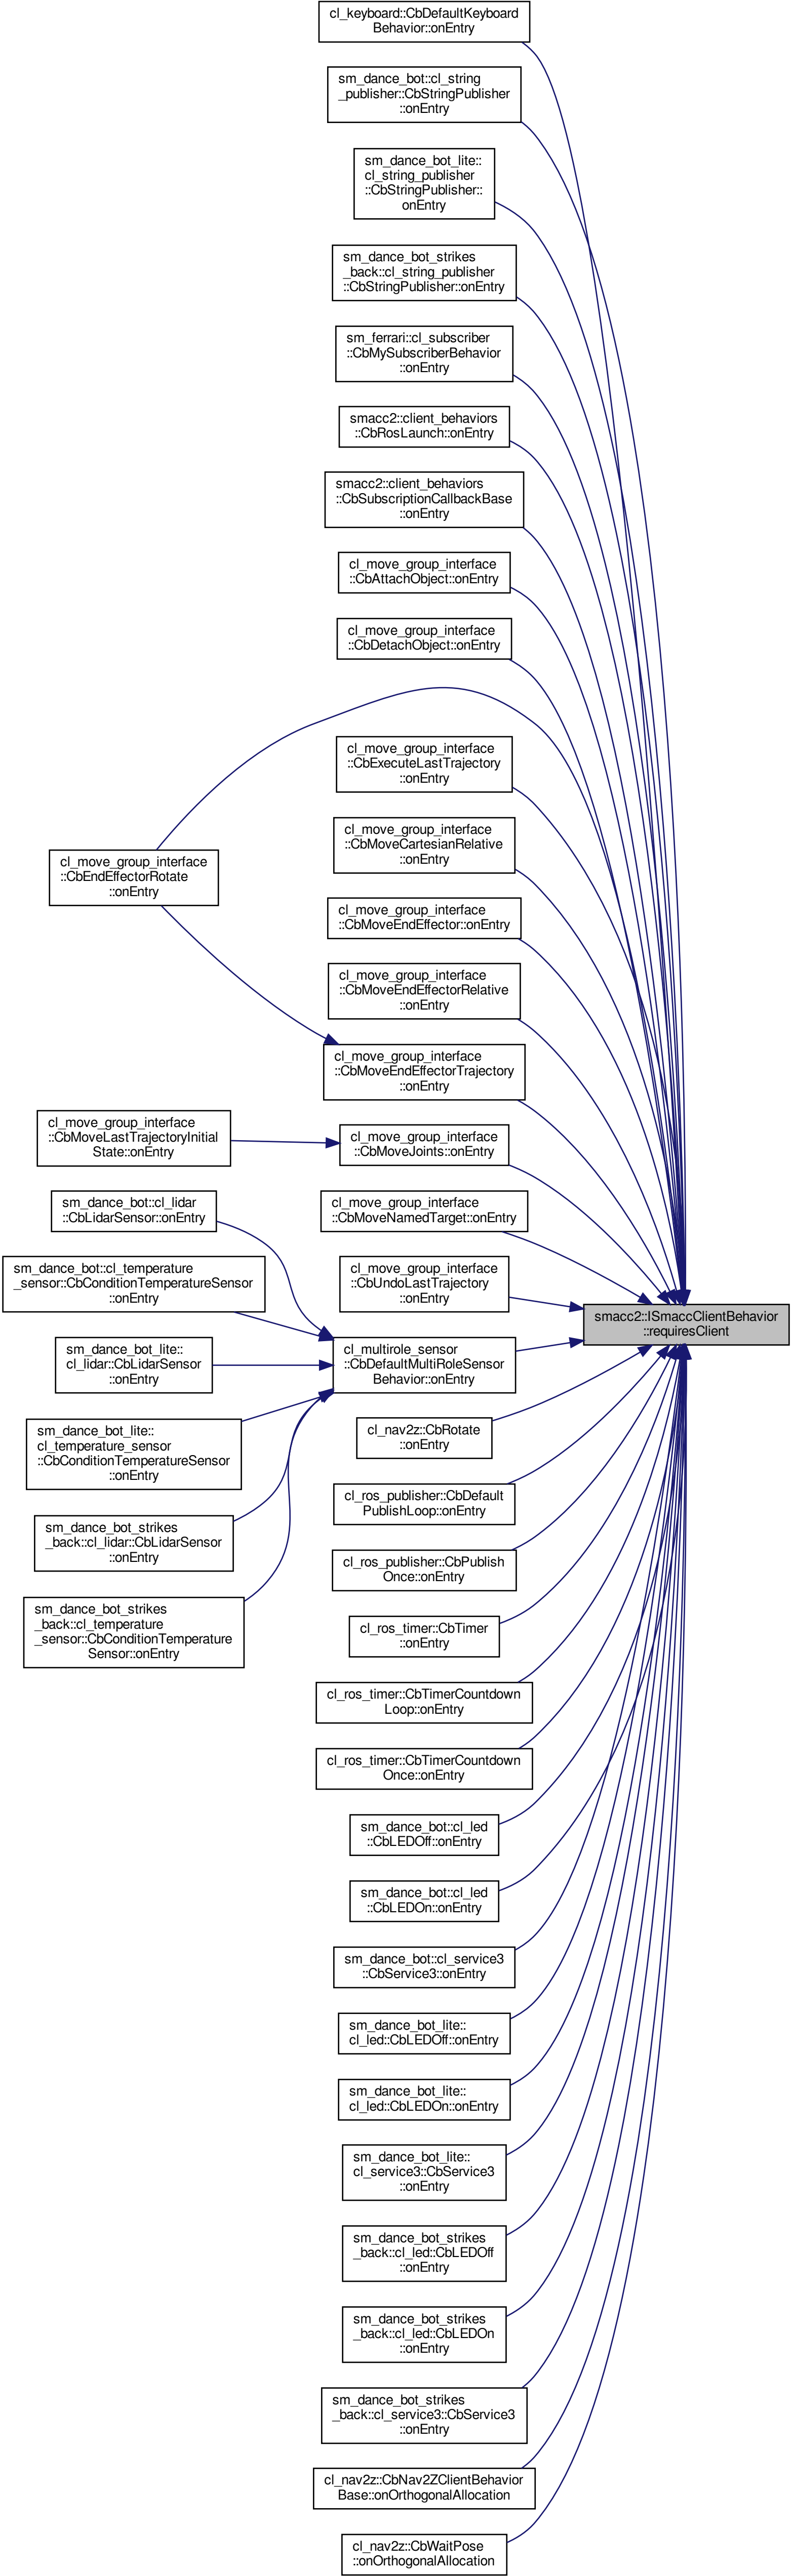 cl_keyboard::CbDefaultKeyboard
Behavior::onEntry
sm_dance_bot::cl_string
_publisher::CbStringPublisher
::onEntry
sm_dance_bot_lite::
cl_string_publisher
::CbStringPublisher::
onEntry
sm_dance_bot_strikes
_back::cl_string_publisher
::CbStringPublisher::onEntry
sm_ferrari::cl_subscriber
::CbMySubscriberBehavior
::onEntry
smacc2::client_behaviors
::CbRosLaunch::onEntry
smacc2::client_behaviors
::CbSubscriptionCallbackBase
::onEntry
cl_move_group_interface
::CbAttachObject::onEntry
cl_move_group_interface
::CbDetachObject::onEntry
cl_move_group_interface
::CbExecuteLastTrajectory
::onEntry
cl_move_group_interface
::CbMoveCartesianRelative
::onEntry
cl_move_group_interface
::CbEndEffectorRotate
::onEntry
cl_move_group_interface
::CbMoveEndEffector::onEntry
cl_move_group_interface
::CbMoveEndEffectorRelative
::onEntry
cl_move_group_interface
::CbMoveEndEffectorTrajectory
::onEntry
cl_move_group_interface
::CbMoveLastTrajectoryInitial
State::onEntry
cl_move_group_interface
::CbMoveJoints::onEntry
sm_dance_bot::cl_lidar
::CbLidarSensor::onEntry
cl_move_group_interface
::CbMoveNamedTarget::onEntry
sm_dance_bot::cl_temperature
_sensor::CbConditionTemperatureSensor
::onEntry
cl_move_group_interface
::CbUndoLastTrajectory
::onEntry
smacc2::ISmaccClientBehavior
::requiresClient
sm_dance_bot_lite::
cl_lidar::CbLidarSensor
::onEntry
cl_multirole_sensor
::CbDefaultMultiRoleSensor
Behavior::onEntry
sm_dance_bot_lite::
cl_temperature_sensor
::CbConditionTemperatureSensor
::onEntry
cl_nav2z::CbRotate
::onEntry
cl_ros_publisher::CbDefault
PublishLoop::onEntry
sm_dance_bot_strikes
_back::cl_lidar::CbLidarSensor
::onEntry
cl_ros_publisher::CbPublish
Once::onEntry
sm_dance_bot_strikes
_back::cl_temperature
_sensor::CbConditionTemperature
Sensor::onEntry
cl_ros_timer::CbTimer
::onEntry
cl_ros_timer::CbTimerCountdown
Loop::onEntry
cl_ros_timer::CbTimerCountdown
Once::onEntry
sm_dance_bot::cl_led
::CbLEDOff::onEntry
sm_dance_bot::cl_led
::CbLEDOn::onEntry
sm_dance_bot::cl_service3
::CbService3::onEntry
sm_dance_bot_lite::
cl_led::CbLEDOff::onEntry
sm_dance_bot_lite::
cl_led::CbLEDOn::onEntry
sm_dance_bot_lite::
cl_service3::CbService3
::onEntry
sm_dance_bot_strikes
_back::cl_led::CbLEDOff
::onEntry
sm_dance_bot_strikes
_back::cl_led::CbLEDOn
::onEntry
sm_dance_bot_strikes
_back::cl_service3::CbService3
::onEntry
cl_nav2z::CbNav2ZClientBehavior
Base::onOrthogonalAllocation
cl_nav2z::CbWaitPose
::onOrthogonalAllocation